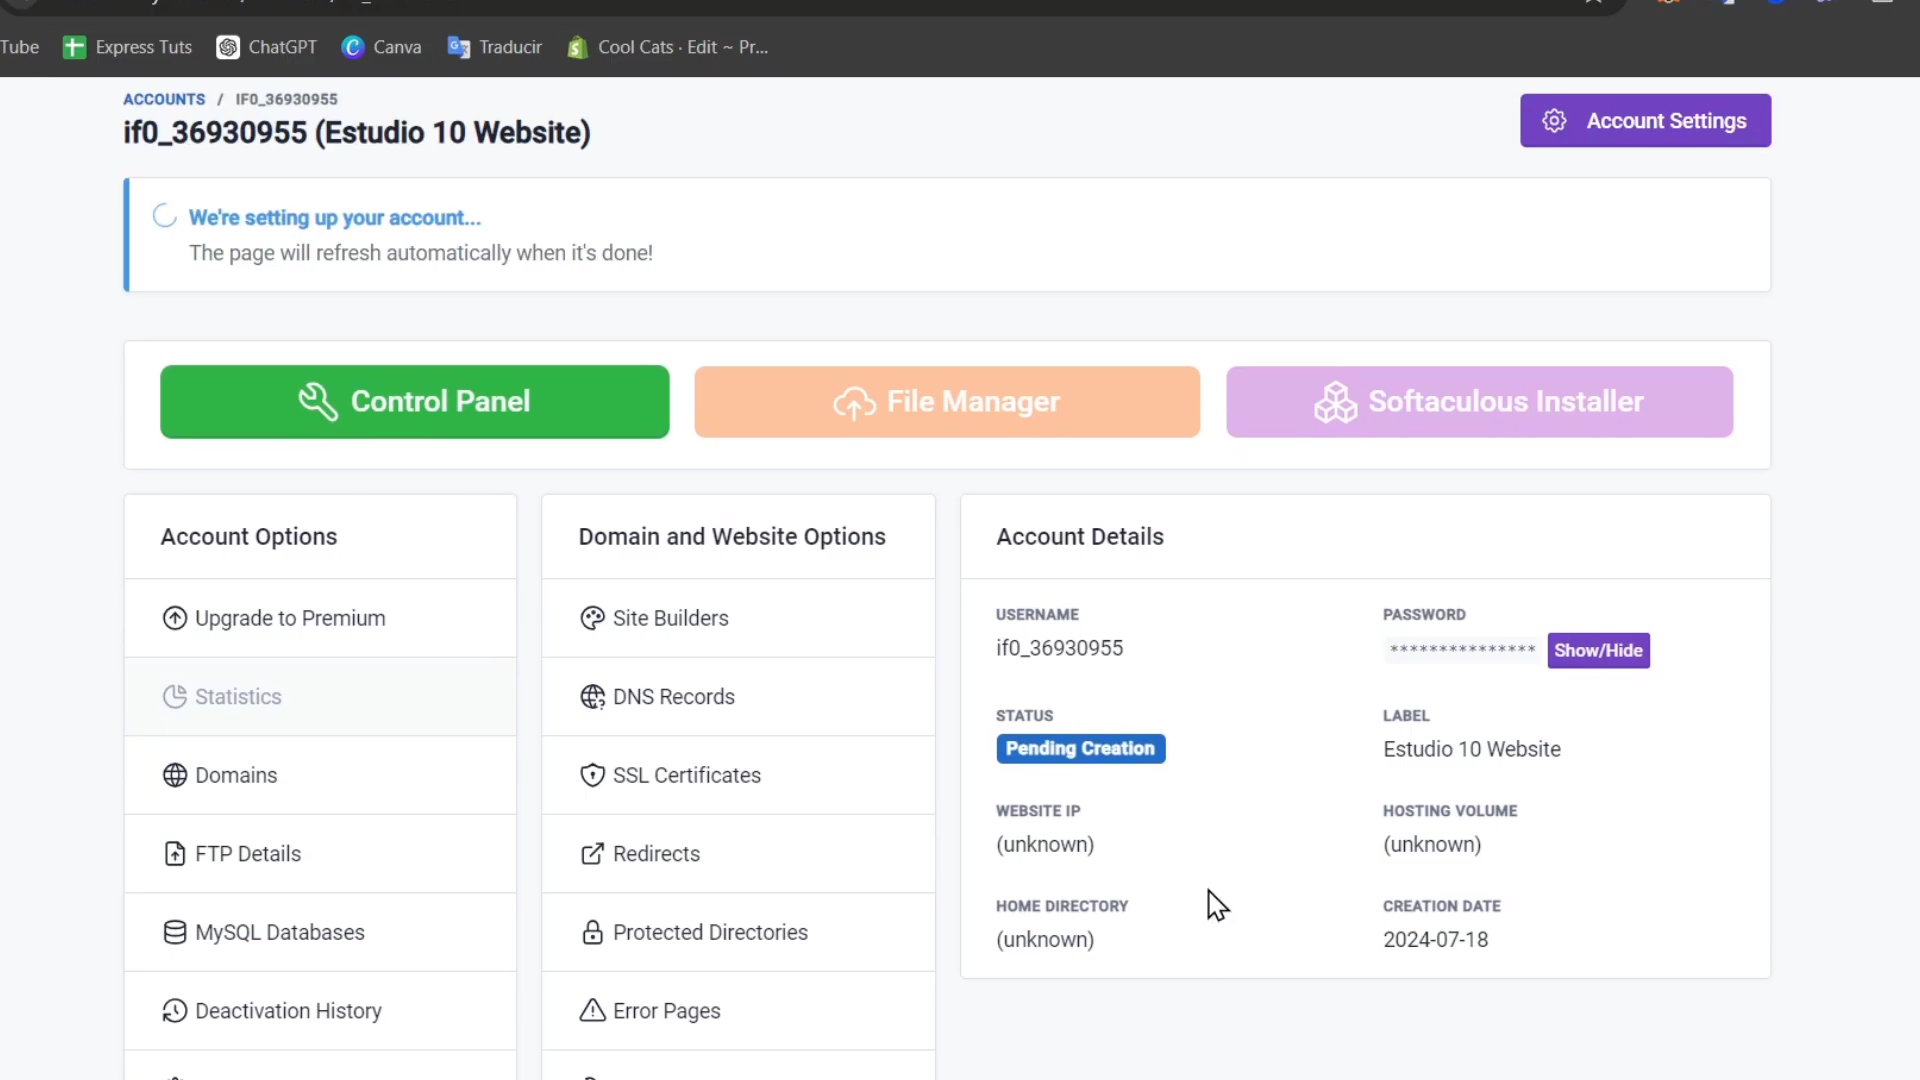 Tube Express Tuts ChatGPT Canva Traducir Cool Cats · Edit ~ Pr...
ACCOUNTS / IF0_36930955
if0_36930955 (Estudio 10 Website)
Account Settings
We're setting up your account...
The page will refresh automatically when it's done!
Control Panel
File Manager
Softaculous Installer
Account Options
Upgrade to Premium
Statistics
Domains
FTP Details
MySQL Databases
Deactivation History
Domain and Website Options
Site Builders
DNS Records
SSL Certificates
Redirects
Protected Directories
Error Pages
Account Details
USERNAME
if0_36930955
PASSWORD
*************** Show/Hide
STATUS
Pending Creation
LABEL
Estudio 10 Website
WEBSITE IP
(unknown)
HOSTING VOLUME
(unknown)
HOME DIRECTORY
(unknown)
CREATION DATE
2024-07-18